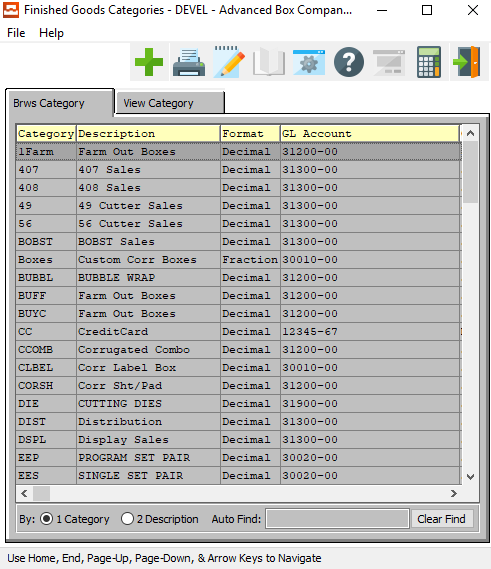 Finished Goods Categories - DEVEL - Advanced Box Compan...
File Help
Brws Category View Category
Category Description Format GL Account
1Farm Farm Out Boxes Decimal 31200-00
407 407 Sales Decimal 31300-00
408 408 Sales Decimal 31300-00
49 49 Cutter Sales Decimal 31300-00
56 56 Cutter Sales Decimal 31300-00
BOBST BOBST Sales Decimal 31300-00
Boxes Custom Corr Boxes Fraction 30010-00
BUBBL BUBBLE WRAP Decimal 31200-00
BUFF Farm Out Boxes Decimal 31200-00
BUYC Farm Out Boxes Decimal 31200-00
CC CreditCard Decimal 12345-67
CCOMB Corrugated Combo Decimal 31200-00
CLBEL Corr Label Box Decimal 30010-00
CORSH Corr Sht/Pad Decimal 31200-00
DIE CUTTING DIES Decimal 31900-00
DIST Distribution Decimal 31300-00
DSPL Display Sales Decimal 31300-00
EEP PROGRAM SET PAIR Decimal 30020-00
EES SINGLE SET PAIR Decimal 30020-00
By: 1 Category 2 Description Auto Find: Clear Find
Use Home, End, Page-Up, Page-Down, & Arrow Keys to Navigate